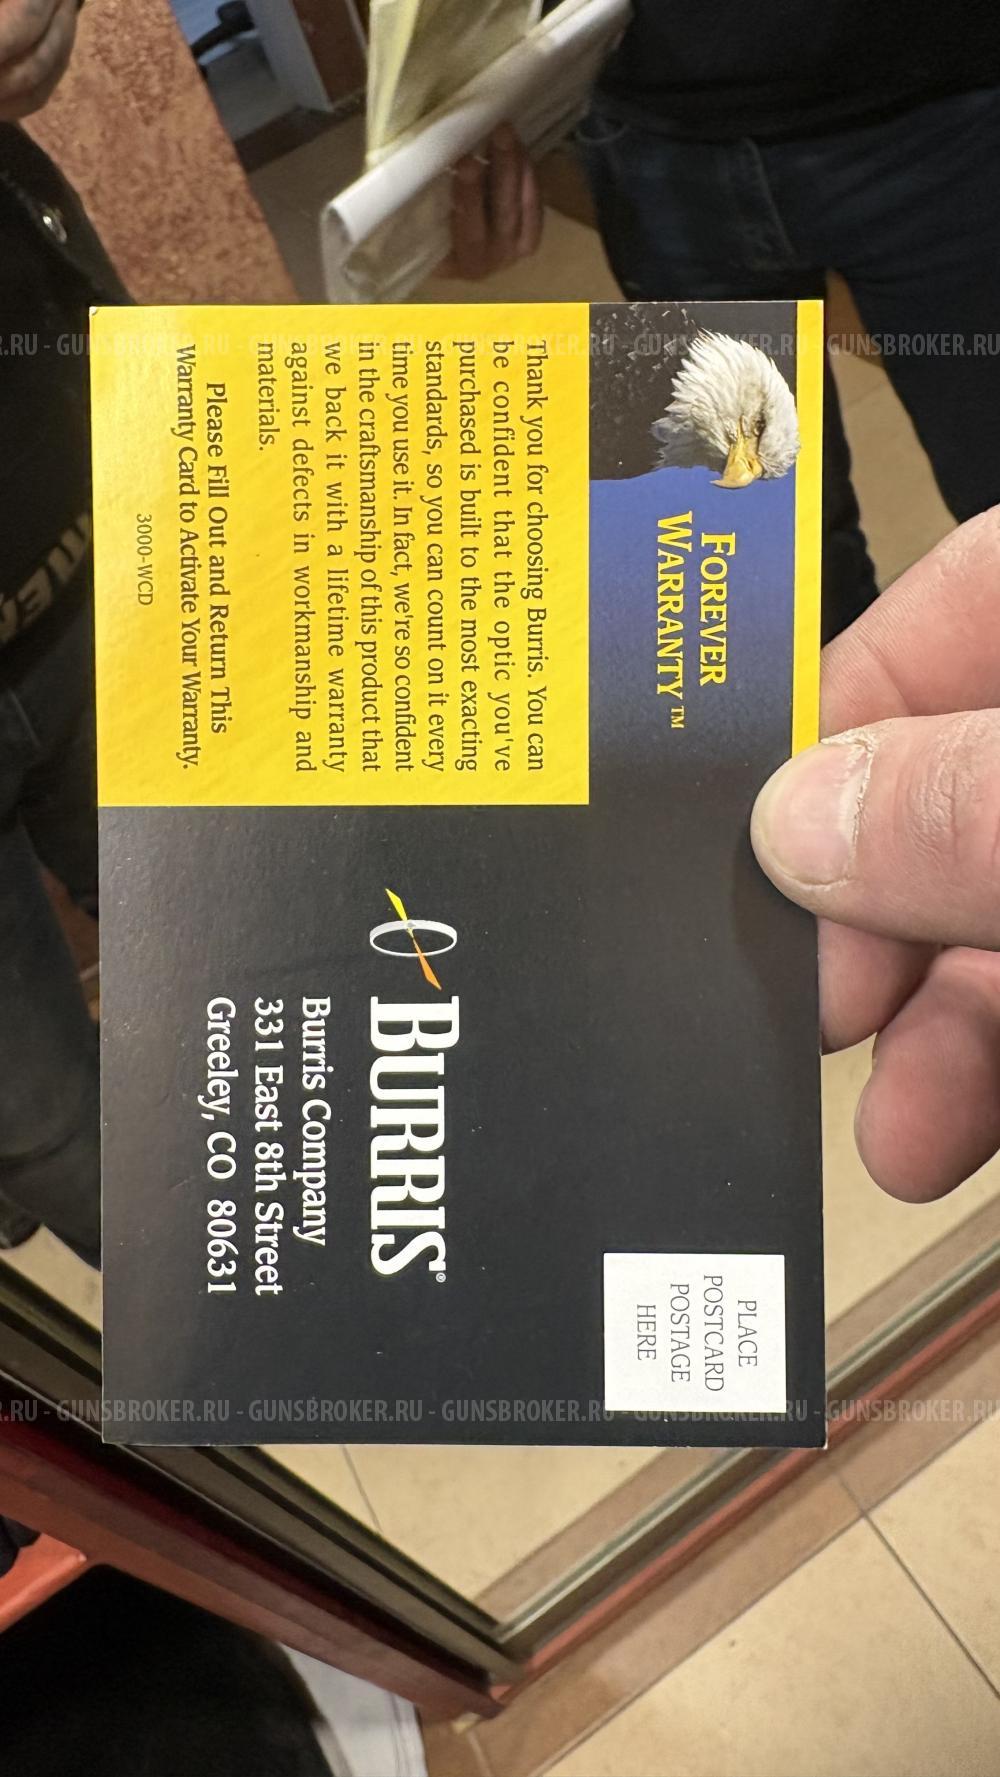 FOREVER
WARRANTY™
Thank you for choosing Burris. You can
be confident that the optic you've
purchased is built to the most exacting
standards, so you can count on it every
time you use it. In fact, we're so confident
in the craftsmanship of this product that
we back it with a lifetime warranty
against defects in workmanship and
materials.
Please Fill Out and Return This
Warranty Card to Activate Your Warranty.
3000-WCD
PLACE
POSTCARD
POSTAGE
HERE
BURRIS®
Burris Company
331 East 8th Street
Greeley, CO 80631
.RU - GUNSBROKER.RU - GUNSBROKER.RU - GUNSBROKER.RU - GUNSBROKER.RU - GUNSBROKER.RU
.RU - GUNSBROKER.RU - GUNSBROKER.RU - GUNSBROKER.RU - GUNSBROKER.RU - GUNSBROKER.RU